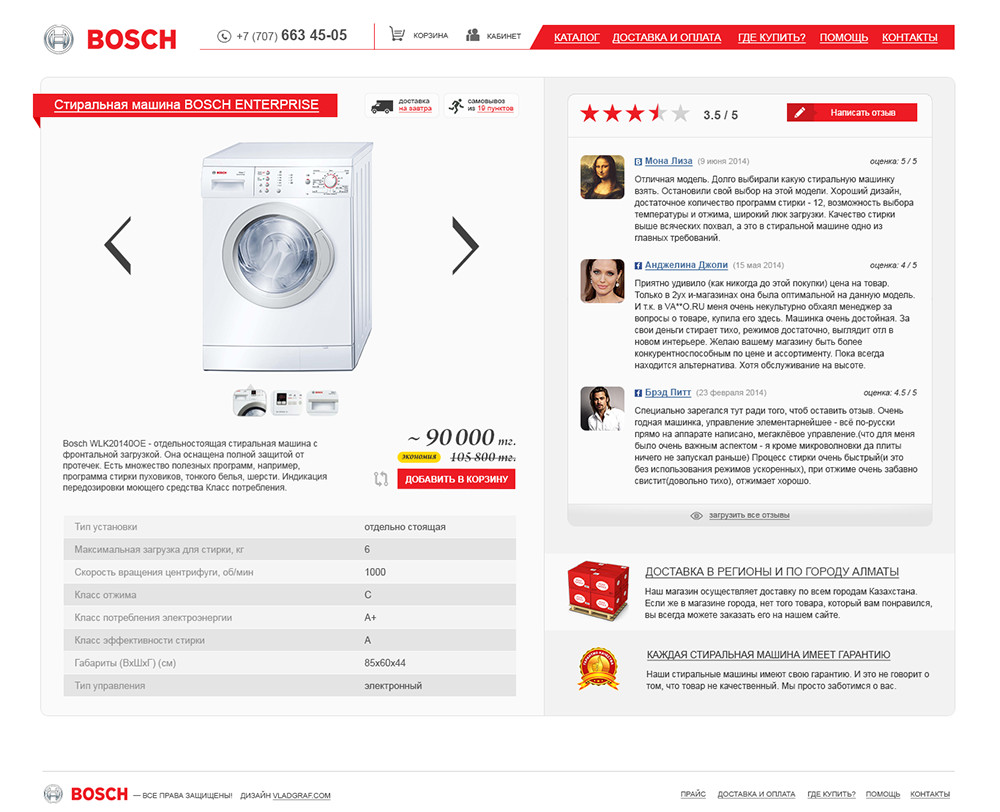 BOSCH
+7 (707) 663 45-05
КОРЗИНА
КАБИНЕТ
КАТАЛОГ ДОСТАВКА И ОПЛАТА ГДЕ КУПИТЬ? ПОМОЩЬ КОНТАКТЫ
Стиральная машина BOSCH ENTERPRISE
доставка
на завтра
самовывоз
из 19 пунктов
BOSCH
~ 90 000 тг.
экономия 105 800 тг.
ДОБАВИТЬ В КОРЗИНУ
Bosch WLK20140OE - отдельностоящая стиральная машина с
фронтальной загрузкой. Она оснащена полной защитой от
протечек. Есть множество полезных программ, например,
программа стирки пуховиков, тонкого белья, шерсти. Индикация
передозировки моющего средства Класс потребления.
Тип установки отдельно стоящая
Максимальная загрузка для стирки, кг 6
Скорость вращения центрифуги, об/мин 1000
Класс отжима C
Класс потребления электроэнергии A+
Класс эффективности стирки A
Габариты (ВхШхГ) (см) 85x60x44
Тип управления электронный
3.5 / 5
Написать отзыв
Мона Лиза (9 июня 2014) оценка: 5 / 5
Отличная модель. Долго выбирали какую стиральную машинку
взять. Остановили свой выбор на этой модели. Хороший дизайн,
достаточное количество программ стирки - 12, возможность выбора
температуры и отжима, широкий люк загрузки. Качество стирки
выше всяческих похвал, а это в стиральной машине одно из
главных требований.
Анджелина Джоли (15 мая 2014) оценка: 4 / 5
Приятно удивило (как никогда до этой покупки) цена на товар.
Только в 2ух и-магазинах она была оптимальной на данную модель.
И т.к. в VA**O.RU меня очень некультурно обхаял менеджер за
вопросы о товаре, купила его здесь. Машинка очень достойная. За
свои деньги стирает тихо, режимов достаточно, выглядит отл в
новом интерьере. Желаю вашему магазину быть более
конкурентноспособным по цене и ассортименту. Пока всегда
находится альтернатива. Хотя обслуживание на высоте.
Брэд Питт (23 февраля 2014) оценка: 4.5 / 5
Специально зарегался тут ради того, чтоб оставить отзыв. Очень
годная машинка, управление элементарнейшее - всё по-русски
прямо на аппарате написано, мегаклёвое управление.(что для меня
было очень важным аспектом - я кроме микроволновки да плиты
ничего не запускал раньше) Процесс стирки очень быстрый(и это
без использования режимов ускоренных), при отжиме очень забавно
свистит(довольно тихо), отжимает хорошо.
загрузить все отзывы
ДОСТАВКА В РЕГИОНЫ И ПО ГОРОДУ АЛМАТЫ
Наш магазин осуществляет доставку по всем городам Казахстана.
Если же в магазине города, нет того товара, который вам понравился,
вы всегда можете заказать его на нашем сайте.
КАЖДАЯ СТИРАЛЬНАЯ МАШИНА ИМЕЕТ ГАРАНТИЮ
Наши стиральные машины имеют свою гарантию. И это не говорит о
том, что товар не качественный. Мы просто заботимся о вас.
BOSCH — ВСЕ ПРАВА ЗАЩИЩЕНЫ! ДИЗАЙН VLADGRAF.COM
ПРАЙС ДОСТАВКА И ОПЛАТА ГДЕ КУПИТЬ? ПОМОЩЬ КОНТАКТЫ